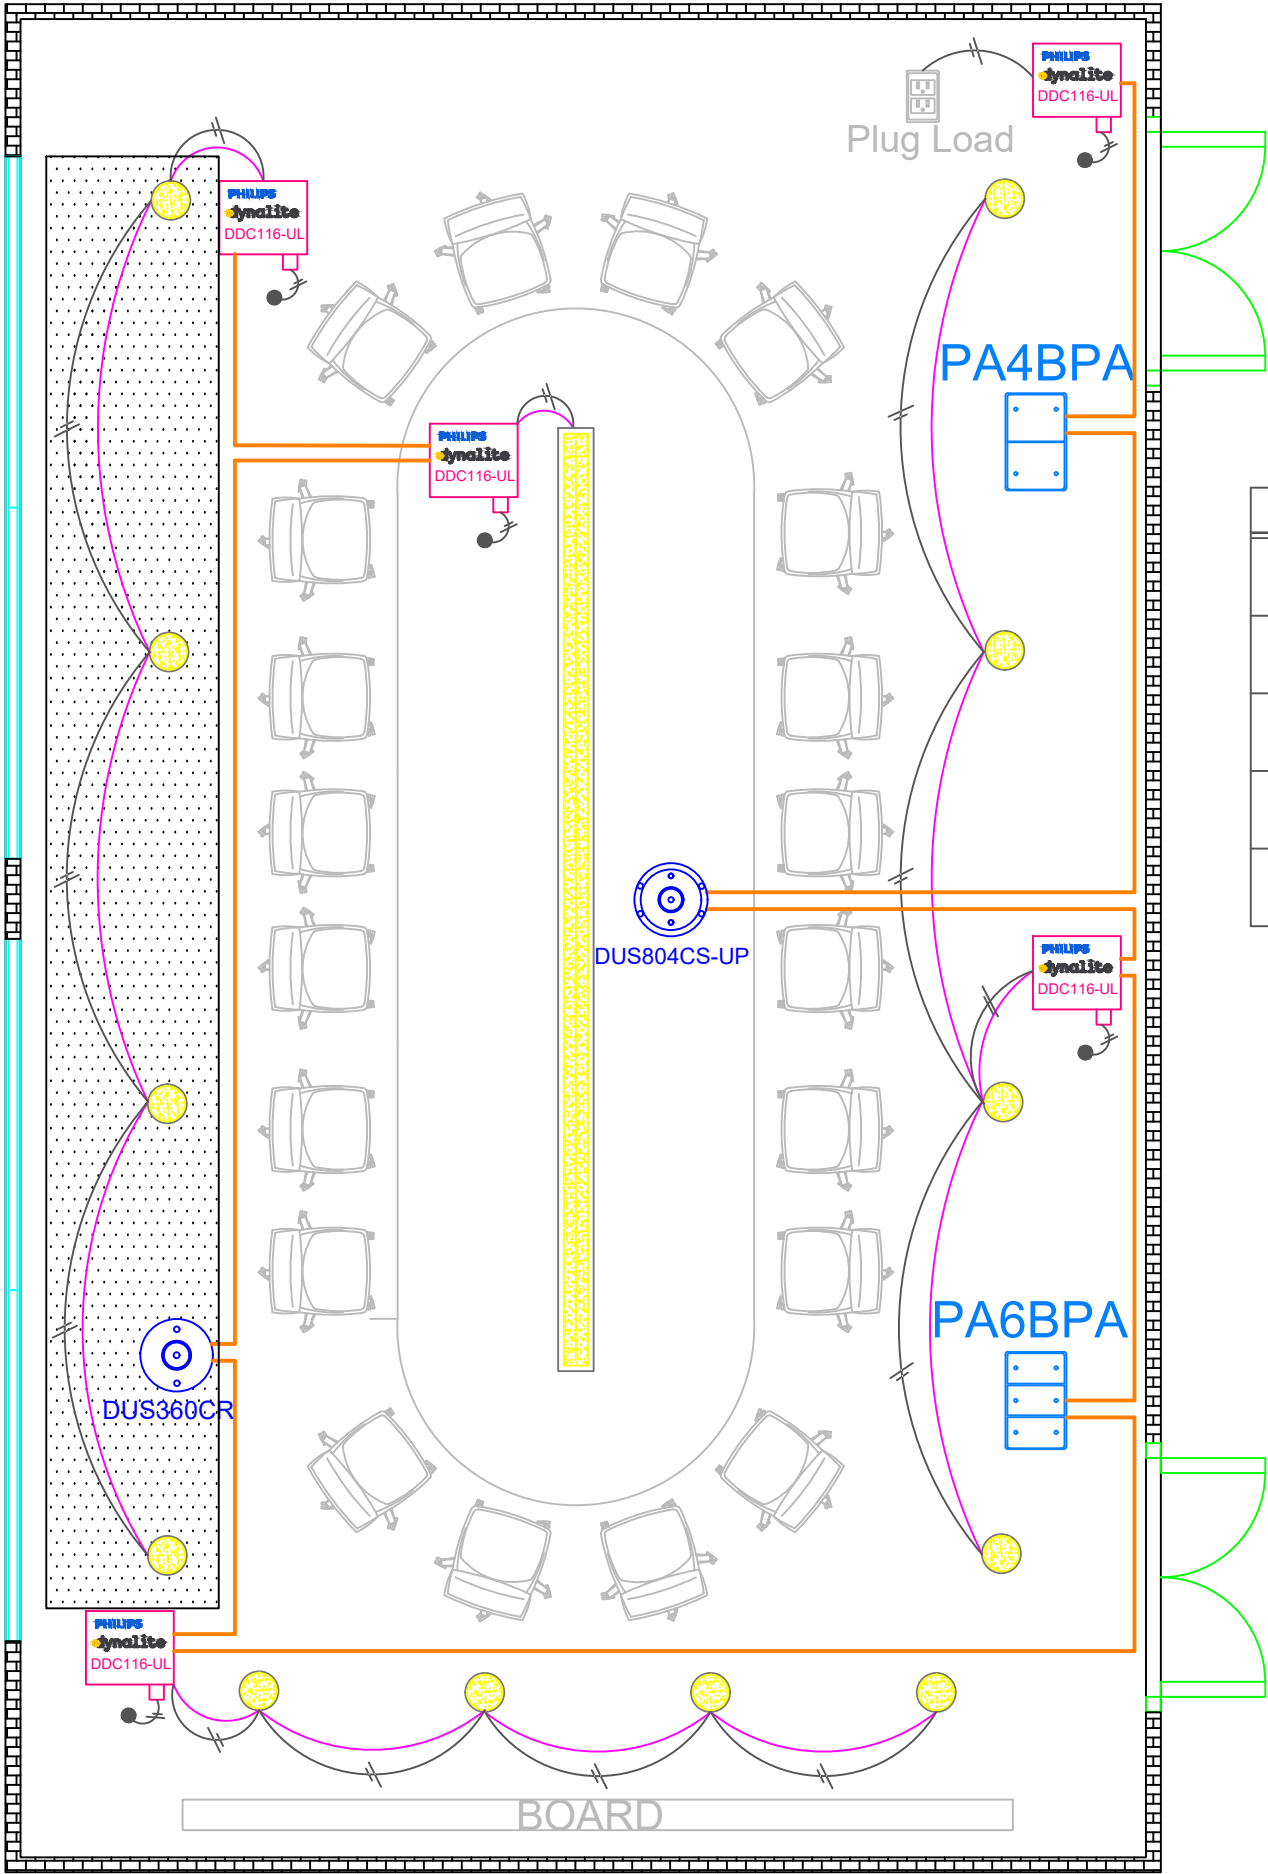 PHILIPS
dynalite
DDC116-UL
Plug Load
PHILIPS
dynalite
DDC116-UL
PA4BPA
PHILIPS
dynalite
DDC116-UL
DUS804CS-UP
PHILIPS
dynalite
DDC116-UL
PA6BPA
DUS360CR
PHILIPS
dynalite
DDC116-UL
BOARD